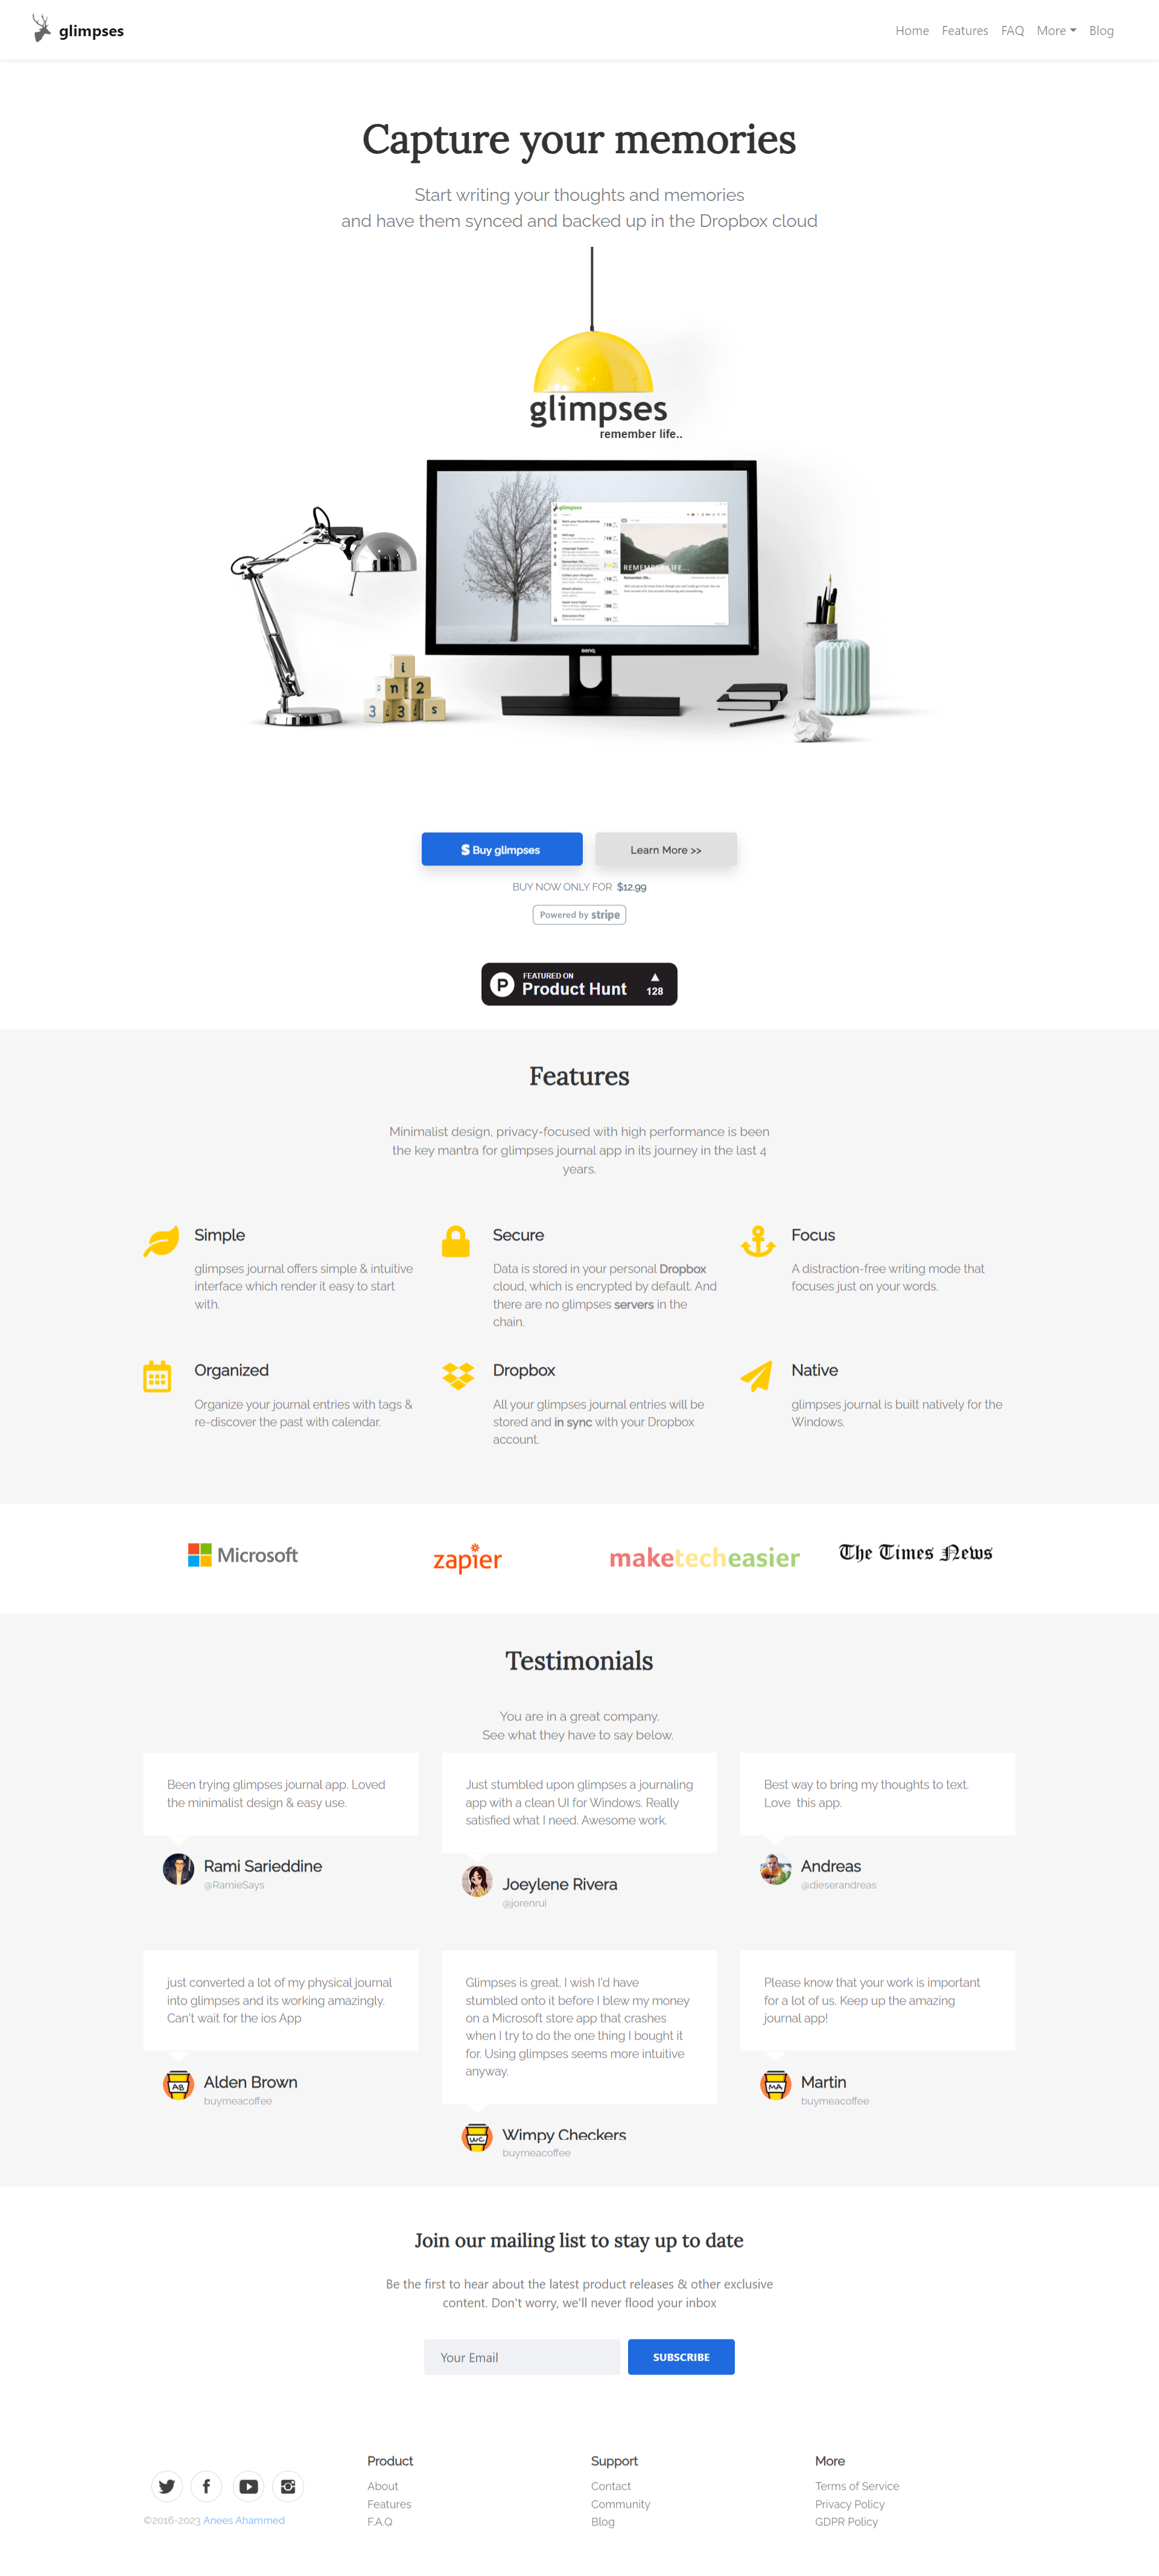 glimpses
Home Features FAQ More Blog
Capture your memories
Start writing your thoughts and memories
and have them synced and backed up in the Dropbox cloud
glimpses
remember life..
glimpses
REMEMBER LIFE...
Remember life...
BenQ
i
n 2
3 3 s
$ Buy glimpses
Learn More >>
BUY NOW ONLY FOR $12.99
Powered by stripe
FEATURED ON
Product Hunt
128
Features
Minimalist design, privacy-focused with high performance is been
the key mantra for glimpses journal app in its journey in the last 4
years.
Simple
glimpses journal offers simple & intuitive
interface which render it easy to start
with.
Secure
Data is stored in your personal Dropbox
cloud, which is encrypted by default. And
there are no glimpses servers in the
chain.
Focus
A distraction-free writing mode that
focuses just on your words.
Organized
Organize your journal entries with tags &
re-discover the past with calendar.
Dropbox
All your glimpses journal entries will be
stored and in sync with your Dropbox
account.
Native
glimpses journal is built natively for the
Windows.
Microsoft
zapier
maketecheasier
The Times News
Testimonials
You are in a great company.
See what they have to say below.
Been trying glimpses journal app. Loved
the minimalist design & easy use.
Rami Sarieddine
@RamieSays
Just stumbled upon glimpses a journaling
app with a clean UI for Windows. Really
satisfied what I need. Awesome work.
Joeylene Rivera
@jorenrui
Best way to bring my thoughts to text.
Love this app.
Andreas
@dieserandreas
just converted a lot of my physical journal
into glimpses and its working amazingly.
Can't wait for the ios App
AB
Alden Brown
buymeacoffee
Glimpses is great. I wish I'd have
stumbled onto it before I blew my money
on a Microsoft store app that crashes
when I try to do the one thing I bought it
for. Using glimpses seems more intuitive
anyway.
WC
Wimpy Checkers
buymeacoffee
Please know that your work is important
for a lot of us. Keep up the amazing
journal app!
MA
Martin
buymeacoffee
Join our mailing list to stay up to date
Be the first to hear about the latest product releases & other exclusive
content. Don't worry, we'll never flood your inbox
Your Email
SUBSCRIBE
©2016-2023 Anees Ahammed
Product
About
Features
F.A.Q
Support
Contact
Community
Blog
More
Terms of Service
Privacy Policy
GDPR Policy